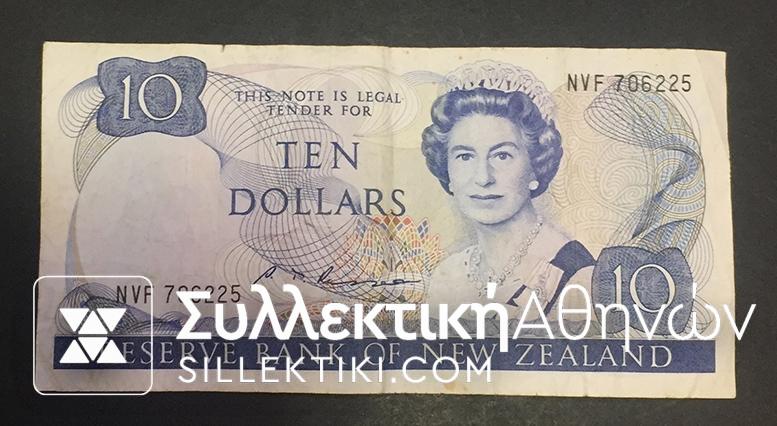 10
NVF 706225
THIS NOTE IS LEGAL
TENDER FOR
TEN
DOLLARS
10
NVF 706225
ΣυλλεκτικήΑθηνών
RESERVE BANK OF NEW ZEALAND
SILLEKTIKI.COM